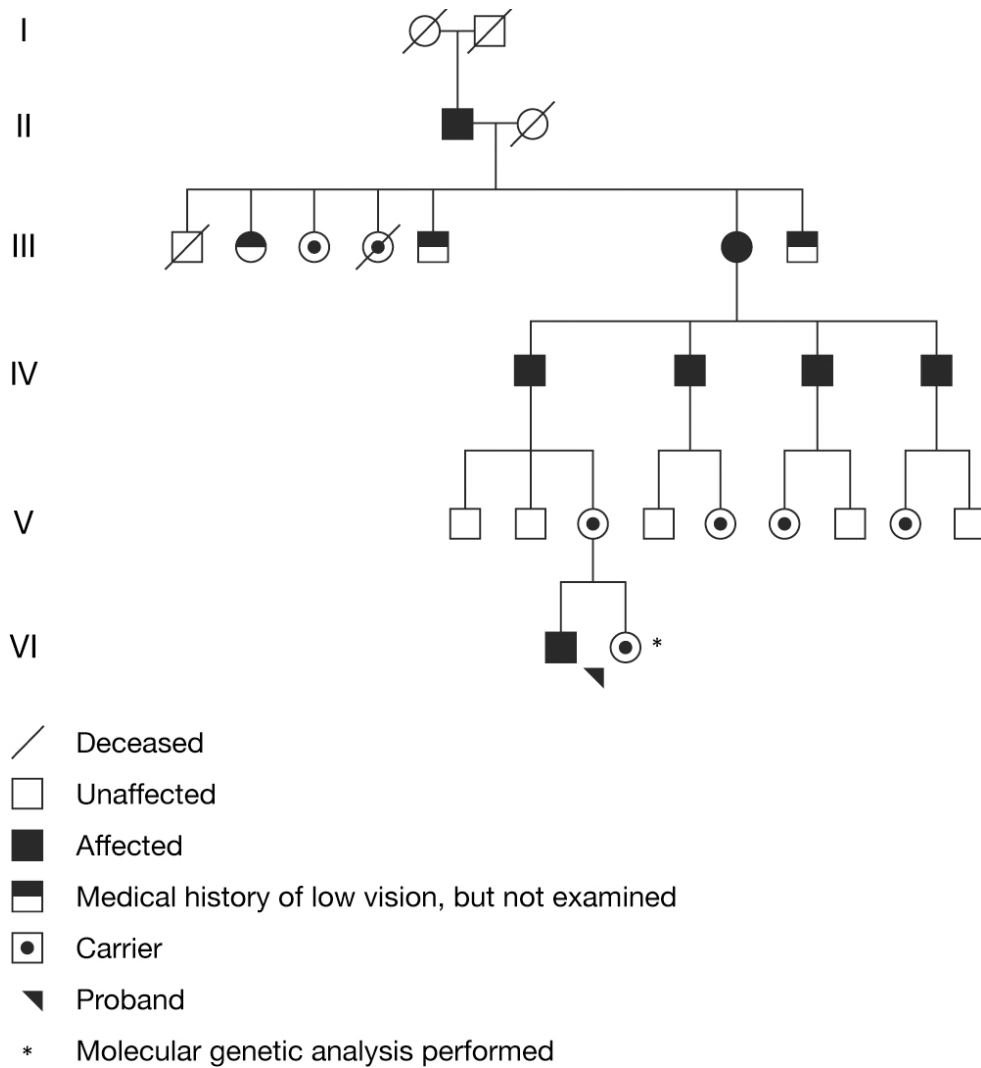 I
II
III
IV
V
VI
*
Deceased
Unaffected
Affected
Medical history of low vision, but not examined
Carrier
Proband
* Molecular genetic analysis performed